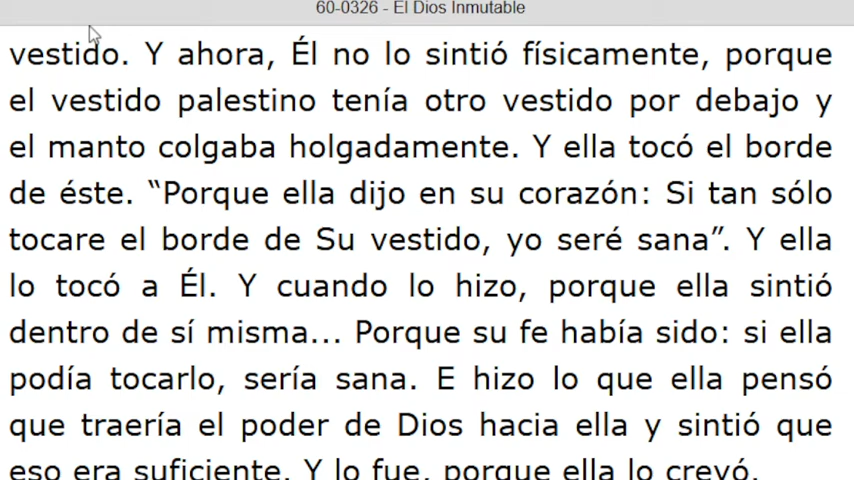 60-0326 - El Dios Inmutable
vestido. Y ahora, Él no lo sintió físicamente, porque
el vestido palestino tenía otro vestido por debajo y
el manto colgaba holgadamente. Y ella tocó el borde
de éste. “Porque ella dijo en su corazón: Si tan sólo
tocare el borde de Su vestido, yo seré sana”. Y ella
lo tocó a Él. Y cuando lo hizo, porque ella sintió
dentro de sí misma... Porque su fe había sido: si ella
podía tocarlo, sería sana. E hizo lo que ella pensó
que traería el poder de Dios hacia ella y sintió que
eso era suficiente. Y lo fue, porque ella lo creyó.